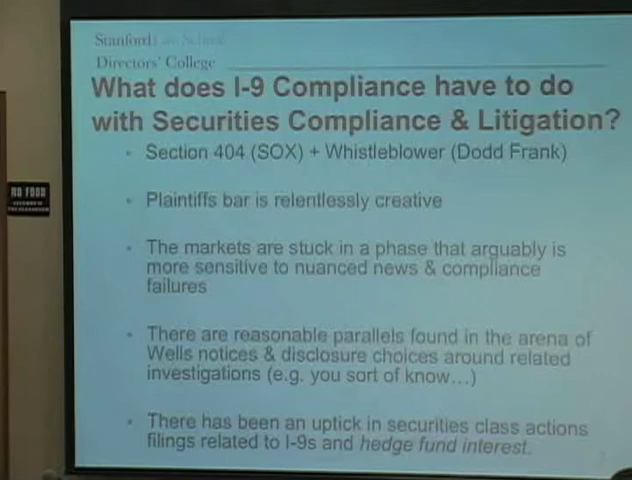 Stanford Law School
Directors' College
What does I-9 Compliance have to do
with Securities Compliance & Litigation?
• Section 404 (SOX) + Whistleblower (Dodd Frank)
• Plaintiffs bar is relentlessly creative
• The markets are stuck in a phase that arguably is
more sensitive to nuanced news & compliance
failures
• There are reasonable parallels found in the arena of
Wells notices & disclosure choices around related
investigations (e.g. you sort of know…)
• There has been an uptick in securities class actions
filings related to I-9s and hedge fund interest.
NO FOOD